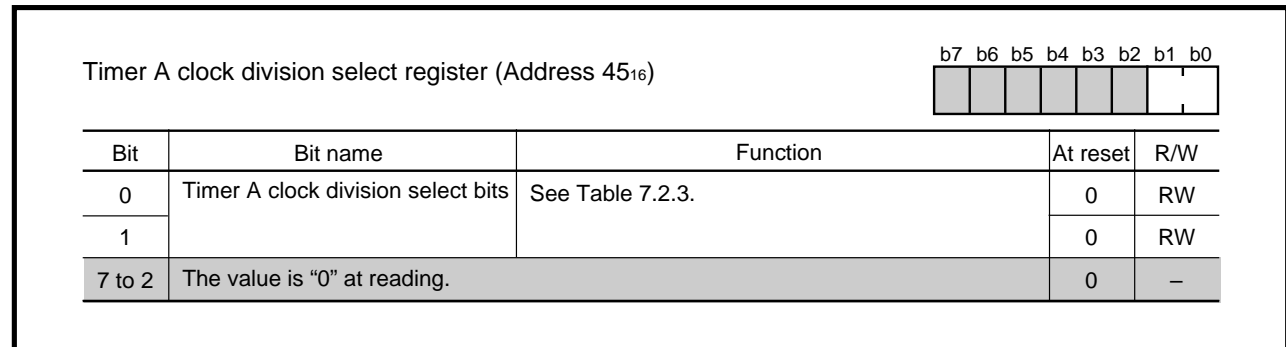 Timer A clock division select register (Address 45₁₆)
b7 b6 b5 b4 b3 b2 b1 b0
Bit Bit name Function At reset R/W
0 Timer A clock division select bits See Table 7.2.3. 0 RW
1 0 RW
7 to 2 The value is “0” at reading. 0 –